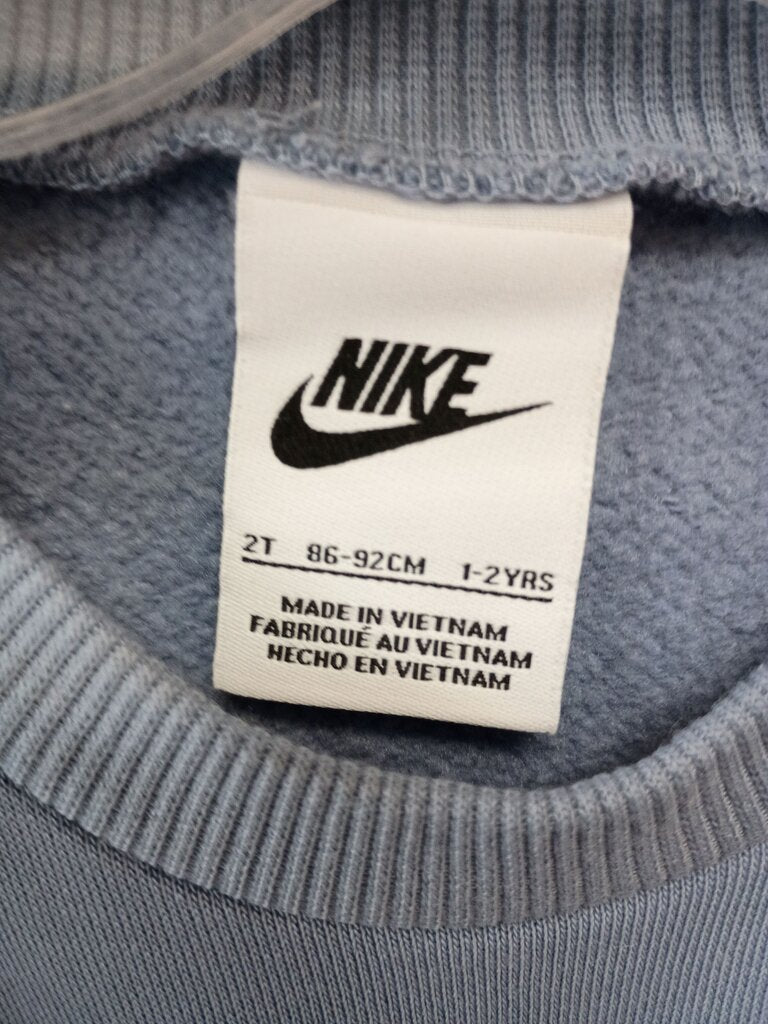 NIKE
2T 86-92CM 1-2YRS
MADE IN VIETNAM
FABRIQUÉ AU VIETNAM
HECHO EN VIETNAM